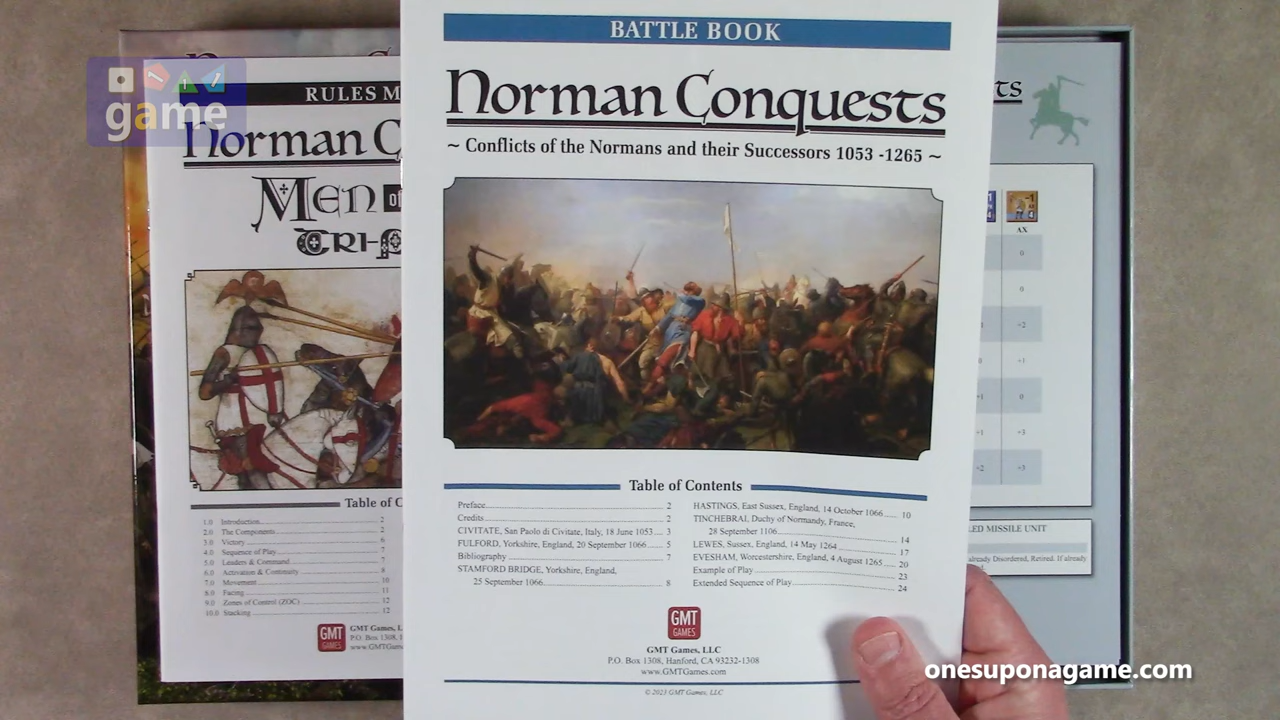 BATTLE BOOK
Norman Conquests
~ Conflicts of the Normans and their Successors 1053 -1265 ~
Table of Contents
Preface 2
Credits 2
CIVITATE, San Paolo di Civitate, Italy, 18 June 1053 3
FULFORD, Yorkshire, England, 20 September 1066 5
Bibliography 7
STAMFORD BRIDGE, Yorkshire, England,
25 September 1066 8
HASTINGS, East Sussex, England, 14 October 1066 10
TINCHEBRAI, Duchy of Normandy, France,
28 September 1106 14
LEWES, Sussex, England, 14 May 1264 17
EVESHAM, Worcestershire, England, 4 August 1265 20
Example of Play 23
Extended Sequence of Play 24
GMT
GAMES
GMT Games, LLC
P.O. Box 1308, Hanford, CA 93232-1308
www.GMTGames.com
© 2023 GMT Games, LLC
game
RULES M
Norman C
MEN OF
TRI-
Table of C
1.0 Introduction 2
2.0 The Components 2
3.0 Victory 6
4.0 Sequence of Play 7
5.0 Leaders & Command 7
6.0 Activation & Continuity 8
7.0 Movement 10
8.0 Facing 11
9.0 Zones of Control (ZOC) 12
10.0 Stacking 12
GMT
GAMES
GMT Games, L
P.O. Box 1308,
www.GMTGam
TS
AX
0
0
+1
0
+3
+3
LED MISSILE UNIT
already Disordered, Retired. If already
onesuponagame.com